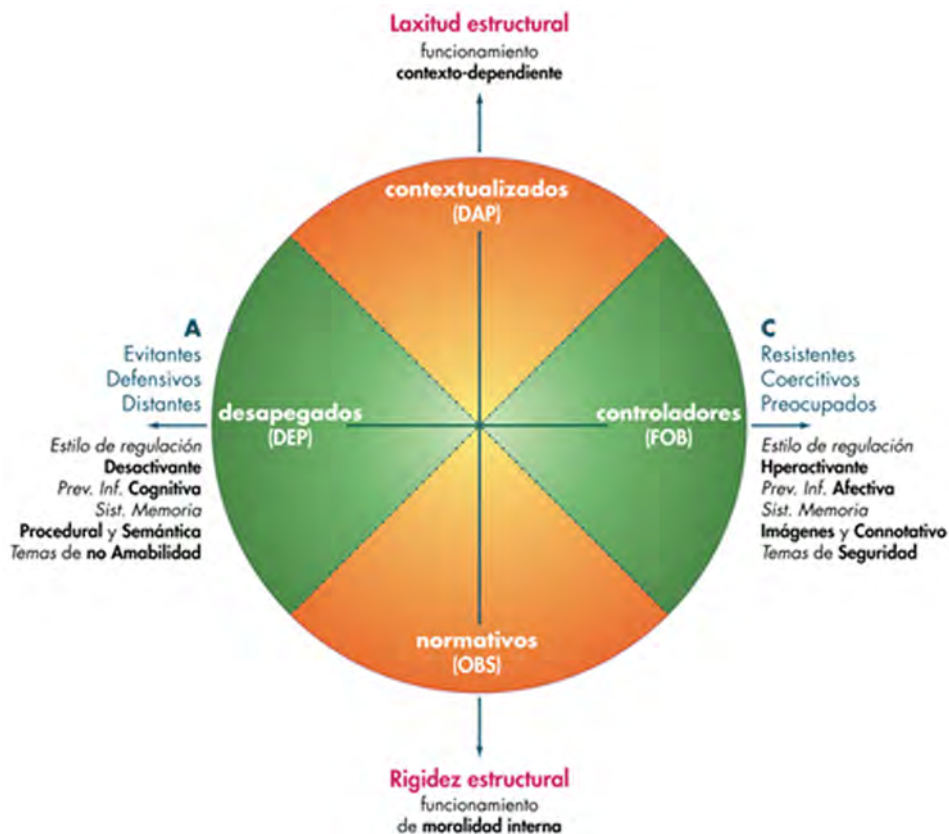 Laxitud estructural
funcionamiento
contexto-dependiente
contextualizados
(DAP)
A
Evitantes
Defensivos
Distantes
Estilo de regulación
Desactivante
Prev. Inf. Cognitiva
Sist. Memoria
Procedural y Semántica
Temas de no Amabilidad
desapegados
(DEP)
controladores
(FOB)
C
Resistentes
Coercitivos
Preocupados
Estilo de regulación
Hperactivante
Prev. Inf. Afectiva
Sist. Memoria
Imágenes y Connotativo
Temas de Seguridad
normativos
(OBS)
Rigidez estructural
funcionamiento
de moralidad interna